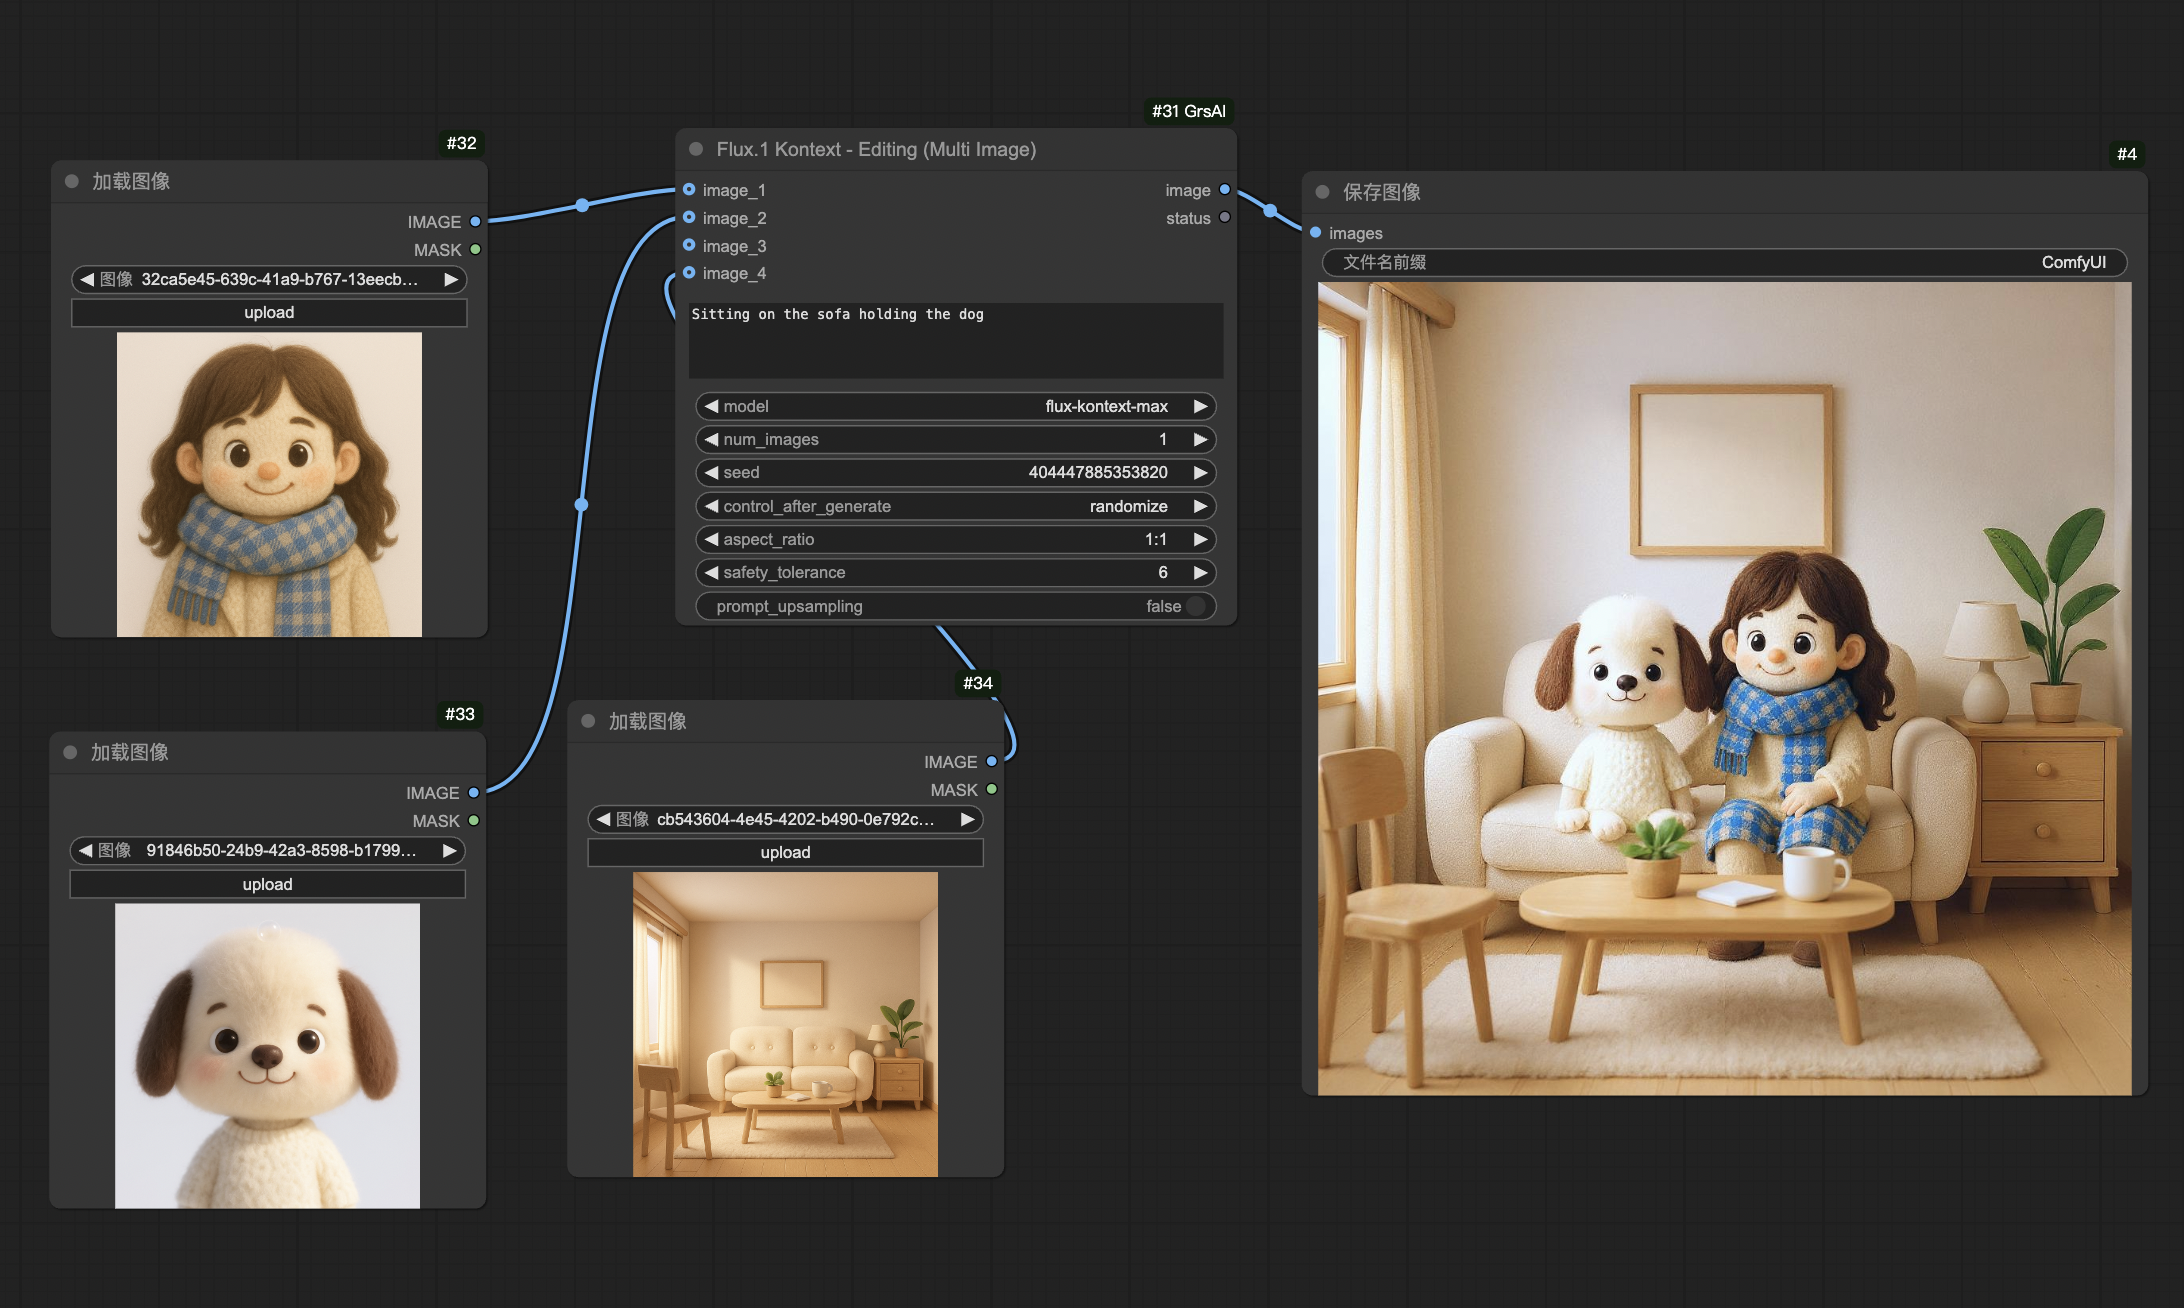 #32
加载图像
IMAGE
MASK
图像 32ca5e45-639c-41a9-b767-13eecb...
upload
#33
加载图像
IMAGE
MASK
图像 91846b50-24b9-42a3-8598-b1799...
upload
#31 GrsAI
Flux.1 Kontext - Editing (Multi Image)
image_1 image
image_2 status
image_3
image_4
Sitting on the sofa holding the dog
model flux-kontext-max
num_images 1
seed 404447885353820
control_after_generate randomize
aspect_ratio 1:1
safety_tolerance 6
prompt_upsampling false
#34
加载图像
IMAGE
MASK
图像 cb543604-4e45-4202-b490-0e792c...
upload
#4
保存图像
images
文件名前缀 ComfyUI